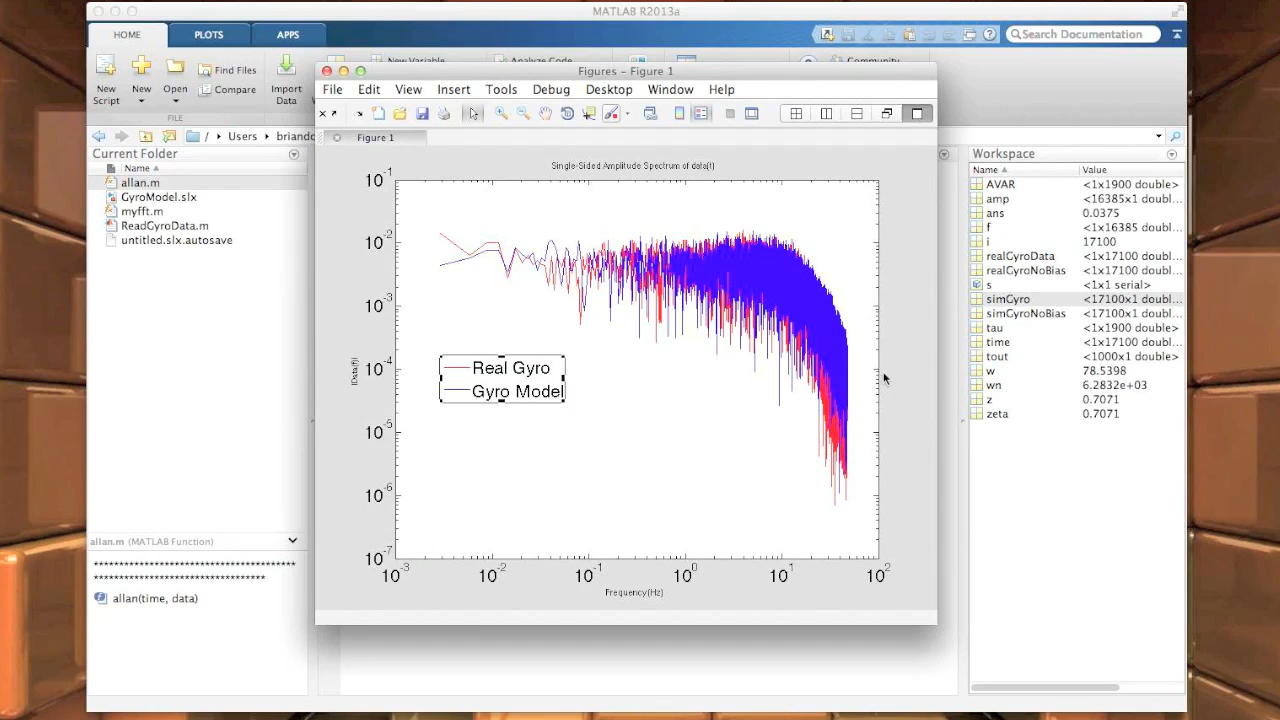 MATLAB R2013a
HOME PLOTS APPS
Search Documentation
New Script
New
Open
Find Files
Compare
Import Data
New Variable
Analyze Code
Community
FILE
/ Users briando
Current Folder
Name
allan.m
GyroModel.slx
myfft.m
ReadGyroData.m
untitled.slx.autosave
allan.m (MATLAB Function)
***************************************
*********************************
allan(time, data)
Figures - Figure 1
File Edit View Insert Tools Debug Desktop Window Help
Figure 1
Single-Sided Amplitude Spectrum of data(t)
10^-1
10^-2
10^-3
10^-4
10^-5
10^-6
10^-7
|Data(f)|
Real Gyro
Gyro Model
10^-3 10^-2 10^-1 10^0 10^1 10^2
Frequency(Hz)
Workspace
Name Value
AVAR <1x1900 double>
amp <16385x1 doubl...
ans 0.0375
f <1x16385 double>
i 17100
realGyroData <1x17100 doubl...
realGyroNoBias <1x17100 doubl...
s <1x1 serial>
simGyro <17100x1 doubl...
simGyroNoBias <17100x1 doubl...
tau <1x1900 double>
time <1x17100 doubl...
tout <1000x1 double>
w 78.5398
wn 6.2832e+03
z 0.7071
zeta 0.7071